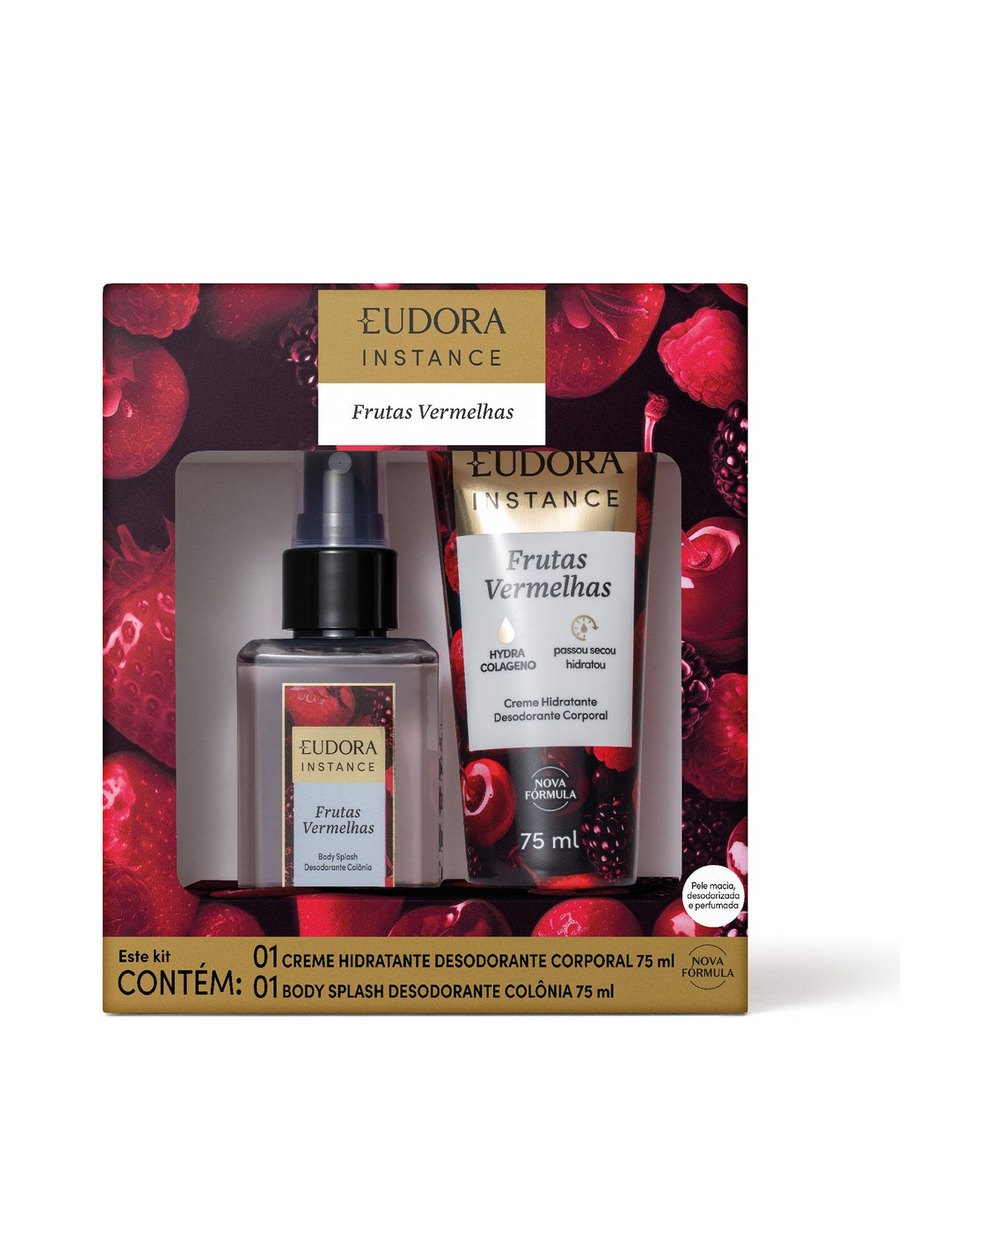 EUDORA
INSTANCE
Frutas Vermelhas
EUDORA
INSTANCE
Frutas
Vermelhas
HYDRA
COLAGENO
passou secou
hidratou
Creme Hidratante
Desodorante Corporal
NOVA
FÓRMULA
75 ml
EUDORA
INSTANCE
Frutas
Vermelhas
Body Splash
Desodorante Colônia
Pele macia,
desodorizada
e perfumada
Este kit
CONTÉM:
01 CREME HIDRATANTE DESODORANTE CORPORAL 75 ml
01 BODY SPLASH DESODORANTE COLÔNIA 75 ml
NOVA
FÓRMULA